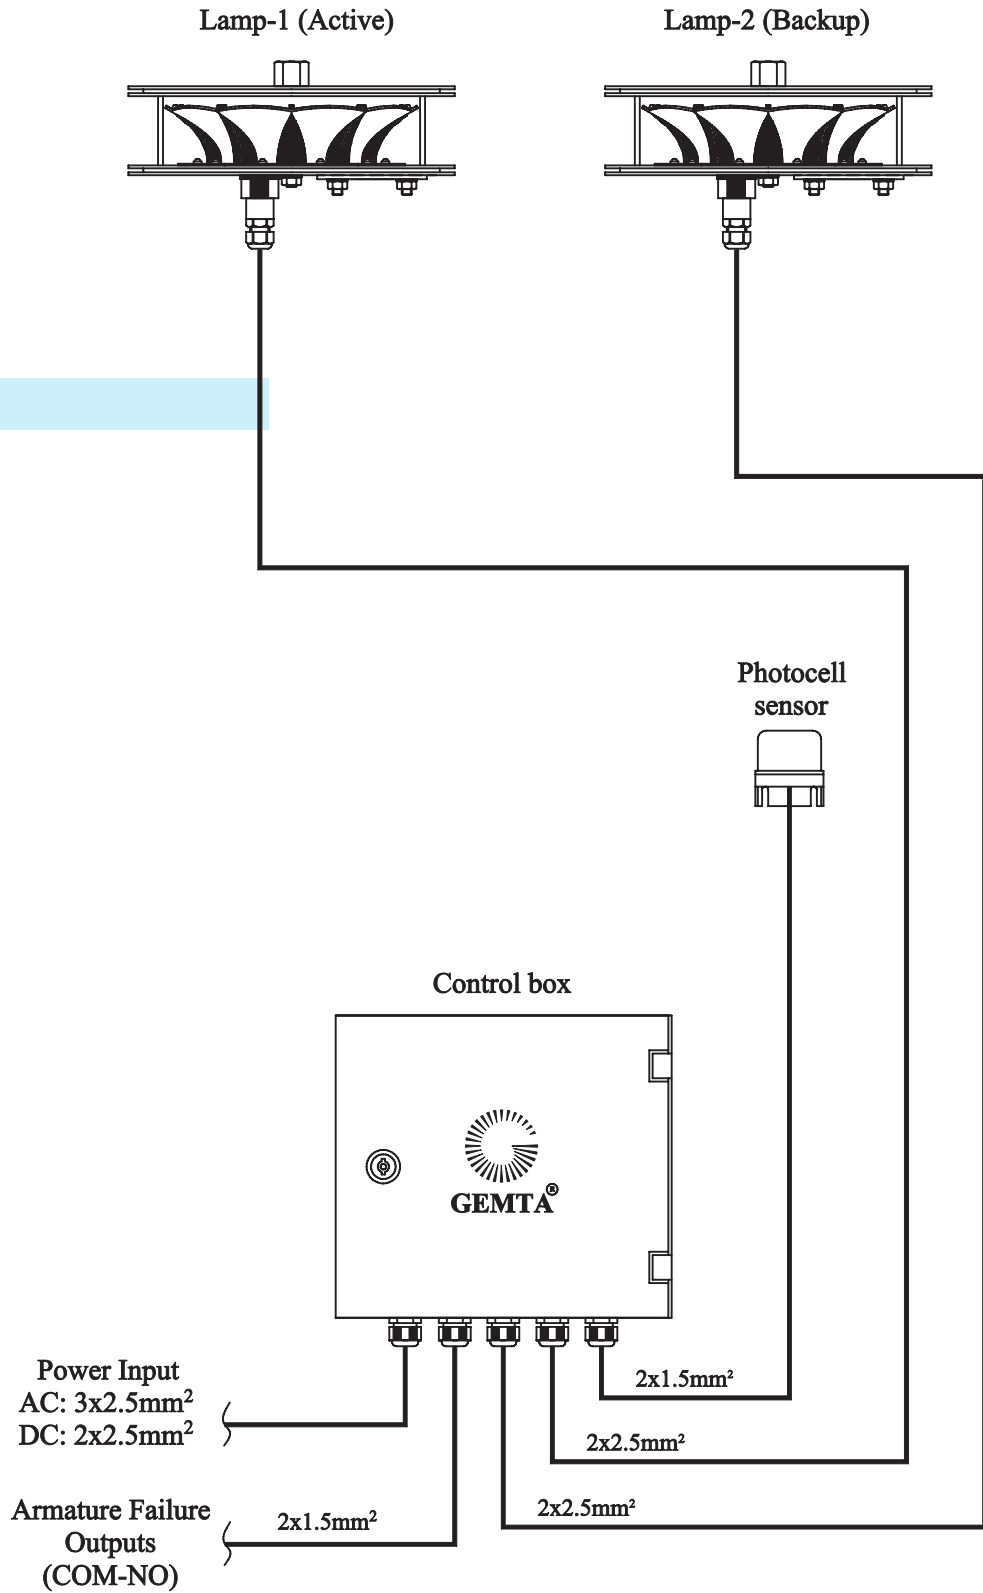 Lamp-1 (Active)
Lamp-2 (Backup)
Photocell
sensor
Control box
GEMTA®
Power Input
AC: 3x2.5mm²
DC: 2x2.5mm²
2x1.5mm²
2x2.5mm²
2x2.5mm²
Armature Failure
Outputs
(COM-NO)
2x1.5mm²